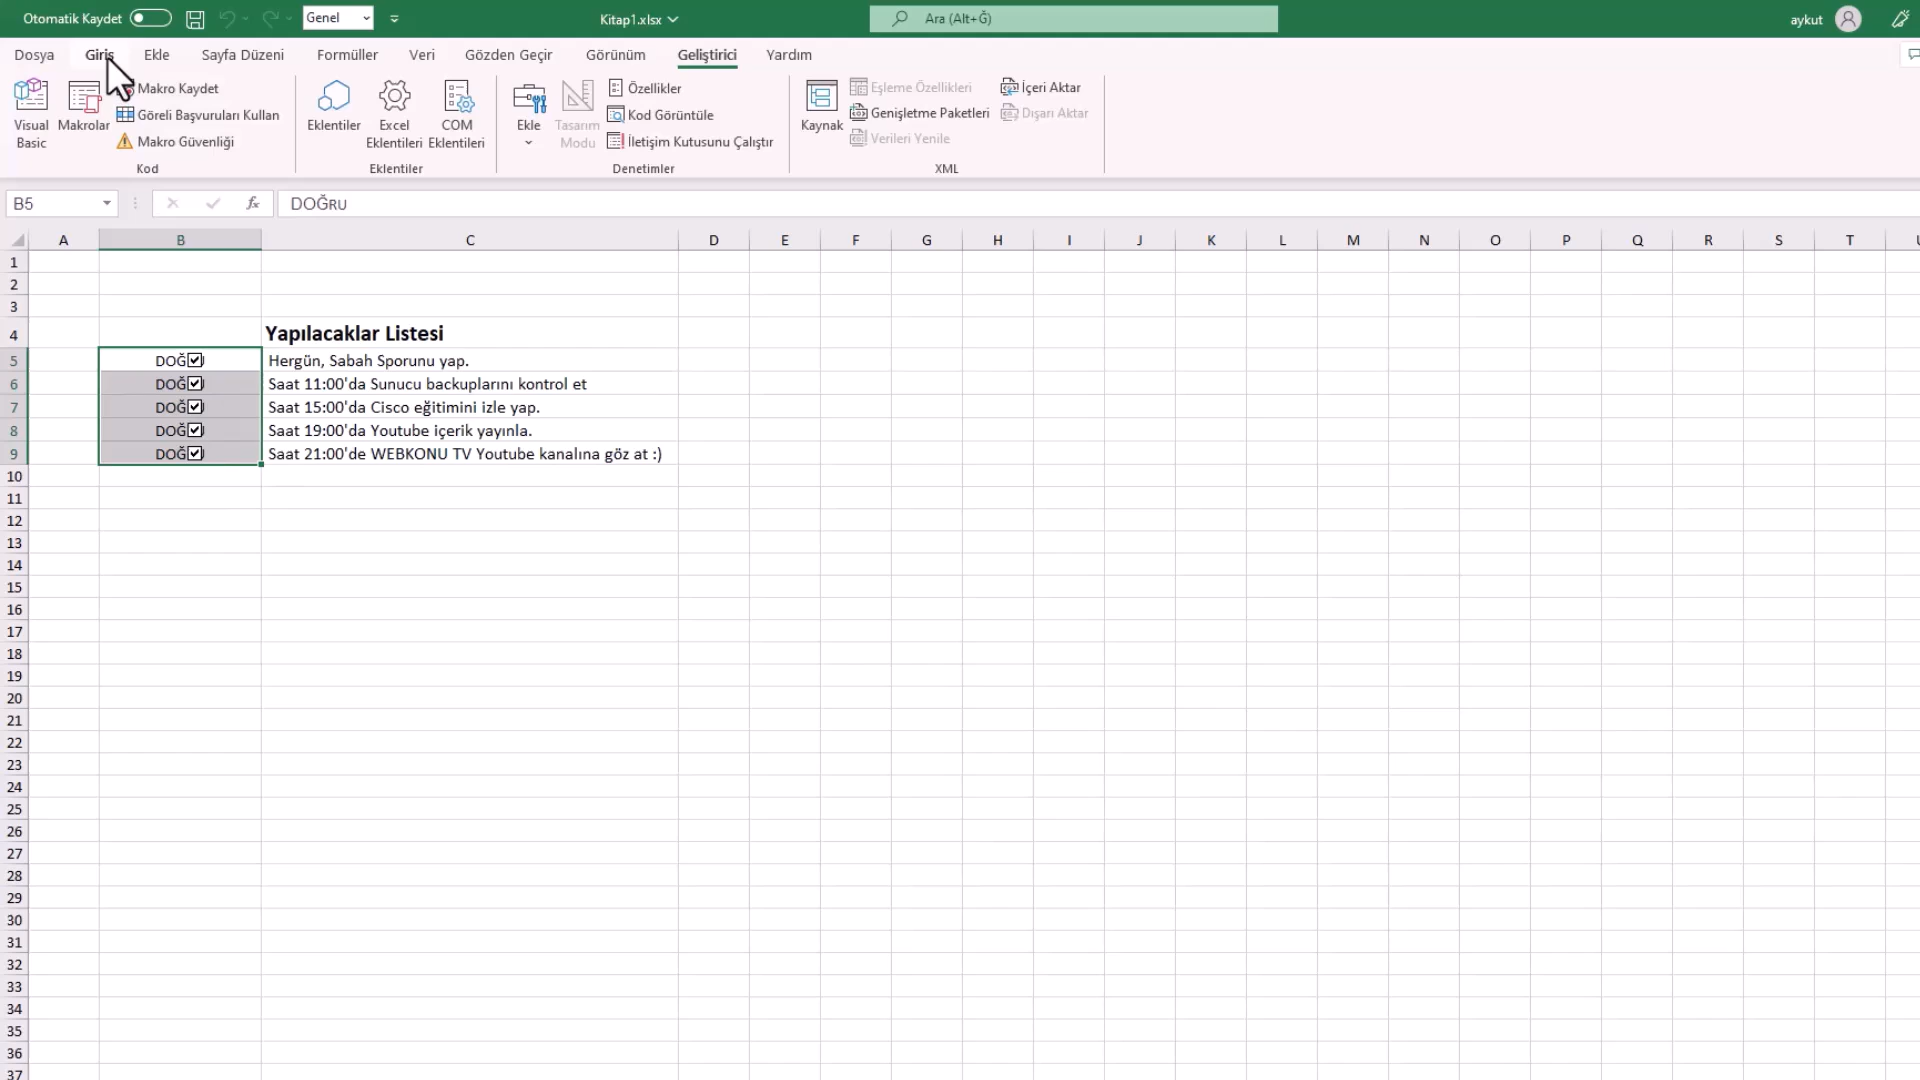 Otomatik Kaydet Genel Kitap1.xlsx Ara (Alt+Ğ) aykut
Dosya Giriş Ekle Sayfa Düzeni Formüller Veri Gözden Geçir Görünüm Geliştirici Yardım
Visual Basic
Makrolar
Makro Kaydet
Göreli Başvuruları Kullan
Makro Güvenliği
Kod
Eklentiler
Excel Eklentileri
COM Eklentileri
Eklentiler
Ekle
Tasarım Modu
Özellikler
Kod Görüntüle
İletişim Kutusunu Çalıştır
Denetimler
Kaynak
Eşleme Özellikleri
Genişletme Paketleri
Verileri Yenile
İçeri Aktar
Dışarı Aktar
XML
B5 fx DOĞRU
A B C D E F G H I J K L M N O P Q R S T U
1
2
3
4 Yapılacaklar Listesi
5 DOĞ Hergün, Sabah Sporunu yap.
6 DOĞ Saat 11:00'da Sunucu backuplarını kontrol et
7 DOĞ Saat 15:00'da Cisco eğitimini izle yap.
8 DOĞ Saat 19:00'da Youtube içerik yayınla.
9 DOĞ Saat 21:00'de WEBKONU TV Youtube kanalına göz at :)
10
11
12
13
14
15
16
17
18
19
20
21
22
23
24
25
26
27
28
29
30
31
32
33
34
35
36
37